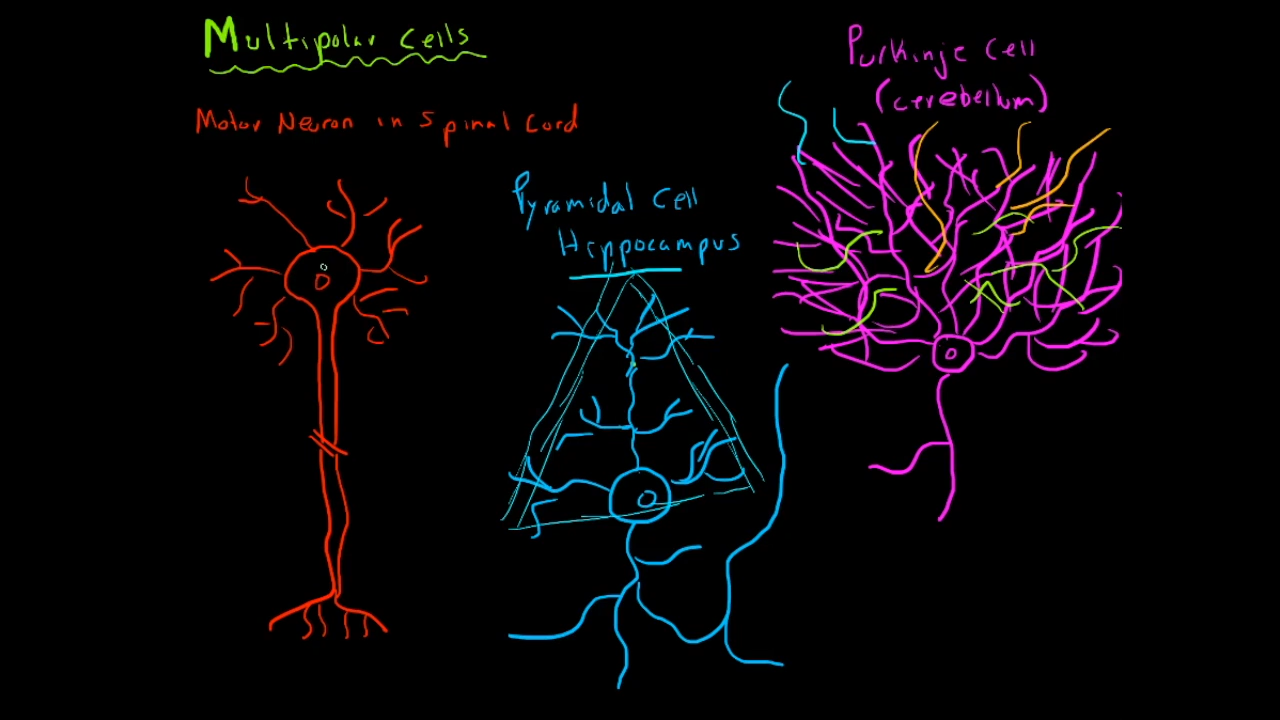 Multipolar Cells
Motor Neuron in Spinal Cord
Pyramidal Cell
Hippocampus
Purkinje Cell
(cerebellum)